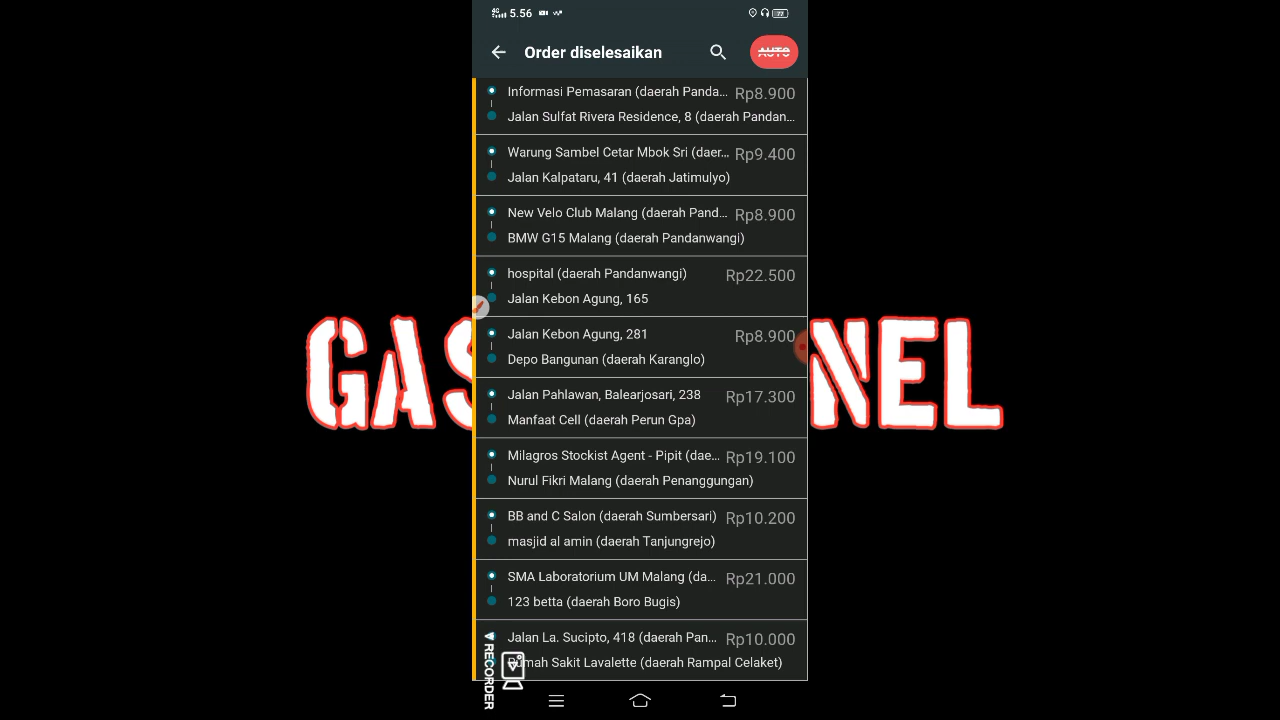 4G 5.56 77
Order diselesaikan AUTO
Informasi Pemasaran (daerah Panda... Rp8.900
Jalan Sulfat Rivera Residence, 8 (daerah Pandan...
Warung Sambel Cetar Mbok Sri (daer... Rp9.400
Jalan Kalpataru, 41 (daerah Jatimulyo)
New Velo Club Malang (daerah Pand... Rp8.900
BMW G15 Malang (daerah Pandanwangi)
hospital (daerah Pandanwangi) Rp22.500
Jalan Kebon Agung, 165
Jalan Kebon Agung, 281 Rp8.900
Depo Bangunan (daerah Karanglo)
Jalan Pahlawan, Balearjosari, 238 Rp17.300
Manfaat Cell (daerah Perun Gpa)
Milagros Stockist Agent - Pipit (dae... Rp19.100
Nurul Fikri Malang (daerah Penanggungan)
BB and C Salon (daerah Sumbersari) Rp10.200
masjid al amin (daerah Tanjungrejo)
SMA Laboratorium UM Malang (da... Rp21.000
123 betta (daerah Boro Bugis)
Jalan La. Sucipto, 418 (daerah Pan... Rp10.000
Rumah Sakit Lavalette (daerah Rampal Celaket)
RECORDER
GAS NEL